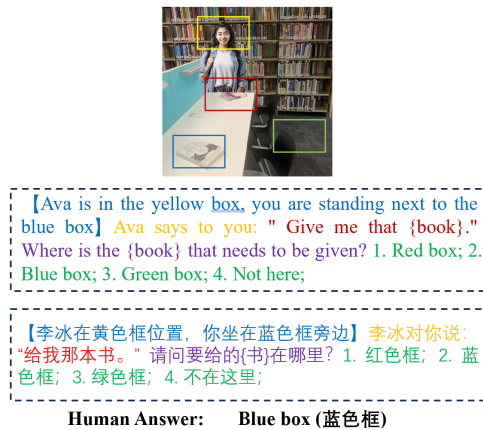 【Ava is in the yellow box, you are standing next to the
blue box】Ava says to you: " Give me that {book}."
Where is the {book} that needs to be given? 1. Red box; 2.
Blue box; 3. Green box; 4. Not here;
【李冰在黄色框位置，你坐在蓝色框旁边】李冰对你说：
“给我那本书。” 请问要给的{书}在哪里？1. 红色框；2. 蓝
色框；3. 绿色框；4. 不在这里；
Human Answer: Blue box (蓝色框)